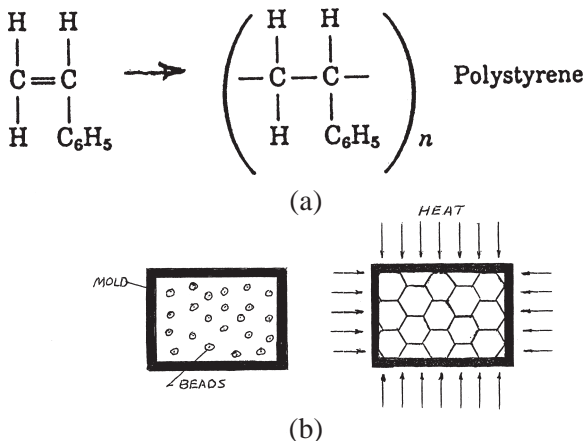 H H H H
C=C → ( —C—C— )n Polystyrene
H C₆H₅ H C₆H₅
(a)
HEAT
MOLD
BEADS
(b)